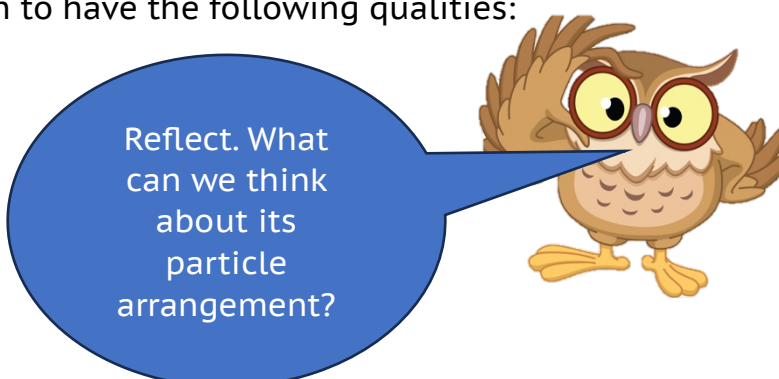 to have the following qualities:
Reflect. What
can we think
about its
particle
arrangement?